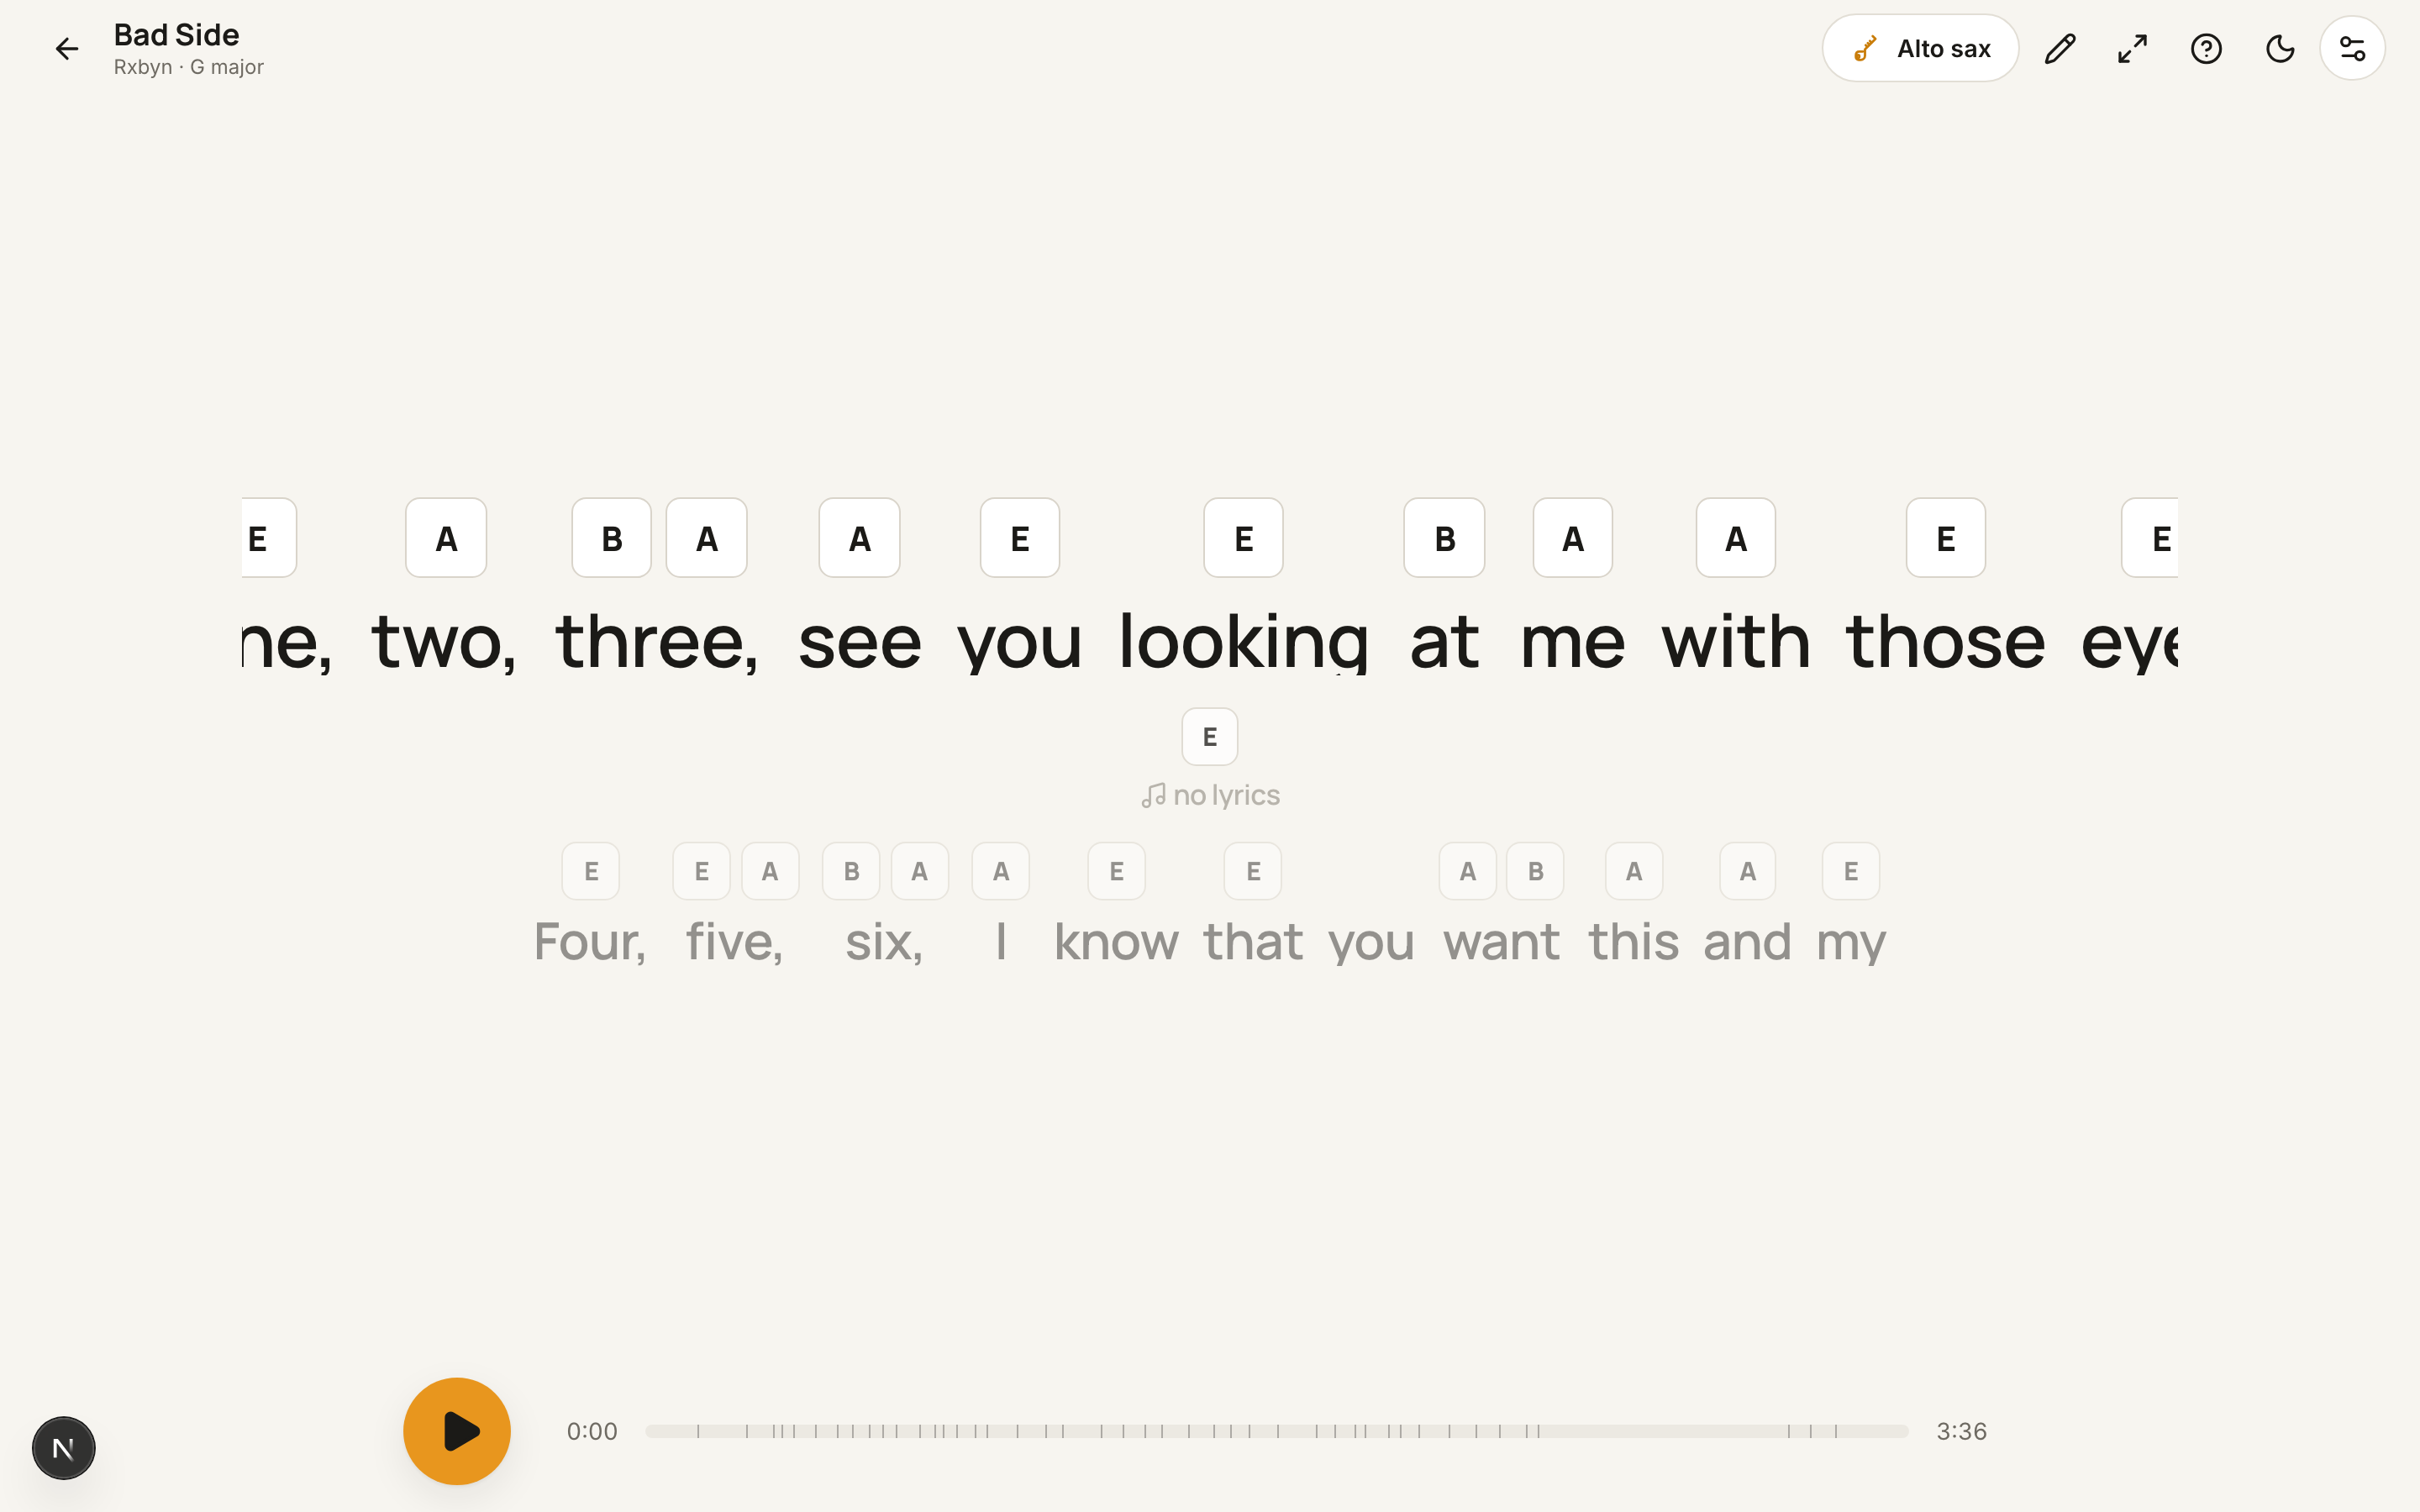 Bad Side
Rxbyn · G major
Alto sax
E A B A A E E B A A E E
ne, two, three, see you looking at me with those eye
E
no lyrics
E E A B A A E E A B A A E
Four, five, six, I know that you want this and my
N
0:00
3:36